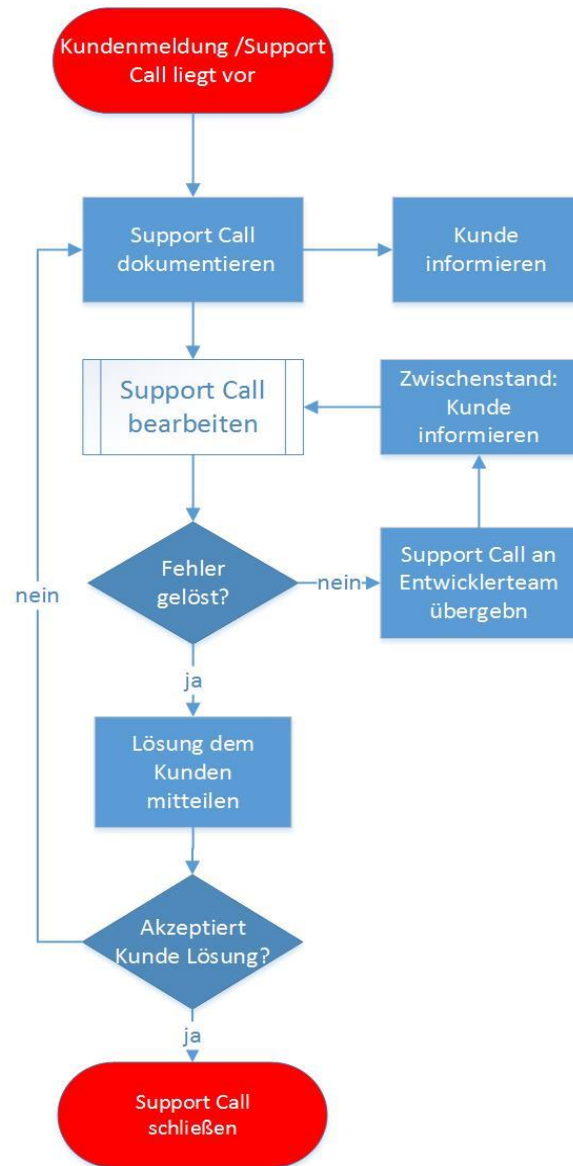 Kundenmeldung /Support
Call liegt vor
Support Call
dokumentieren
Kunde
informieren
Support Call
bearbeiten
Zwischenstand:
Kunde
informieren
Fehler
gelöst?
nein
Support Call an
Entwicklerteam
übergebn
nein
ja
Lösung dem
Kunden
mitteilen
Akzeptiert
Kunde Lösung?
ja
Support Call
schließen